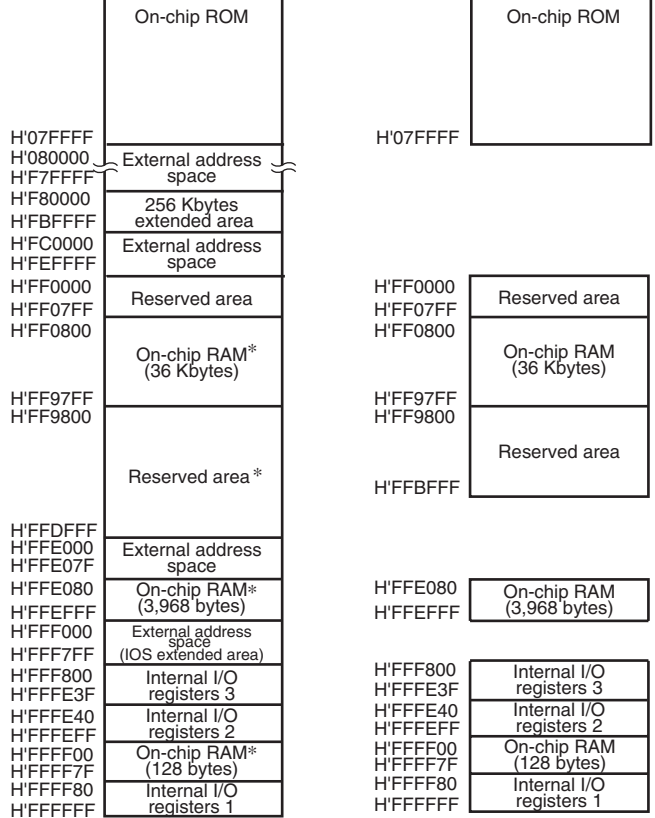 On-chip ROM
H'07FFFF
H'080000
External address
space
H'F7FFFF
H'F80000
256 Kbytes
extended area
H'FBFFFF
H'FC0000
External address
space
H'FEFFFF
H'FF0000
Reserved area
H'FF07FF
H'FF0800
On-chip RAM*
(36 Kbytes)
H'FF97FF
H'FF9800
Reserved area*
H'FFDFFF
H'FFE000
External address
space
H'FFE07F
H'FFE080
On-chip RAM*
(3,968 bytes)
H'FFEFFF
H'FFF000
External address
space
(IOS extended area)
H'FFF7FF
H'FFF800
Internal I/O
registers 3
H'FFFE3F
H'FFFE40
Internal I/O
registers 2
H'FFFEFF
H'FFFF00
On-chip RAM*
(128 bytes)
H'FFFF7F
H'FFFF80
Internal I/O
registers 1
H'FFFFFF
On-chip ROM
H'07FFFF
H'FF0000
Reserved area
H'FF07FF
H'FF0800
On-chip RAM
(36 Kbytes)
H'FF97FF
H'FF9800
Reserved area
H'FFBFFF
H'FFE080
On-chip RAM
(3,968 bytes)
H'FFEFFF
H'FFF800
Internal I/O
registers 3
H'FFFE3F
H'FFFE40
Internal I/O
registers 2
H'FFFEFF
H'FFFF00
On-chip RAM
(128 bytes)
H'FFFF7F
H'FFFF80
Internal I/O
registers 1
H'FFFFFF